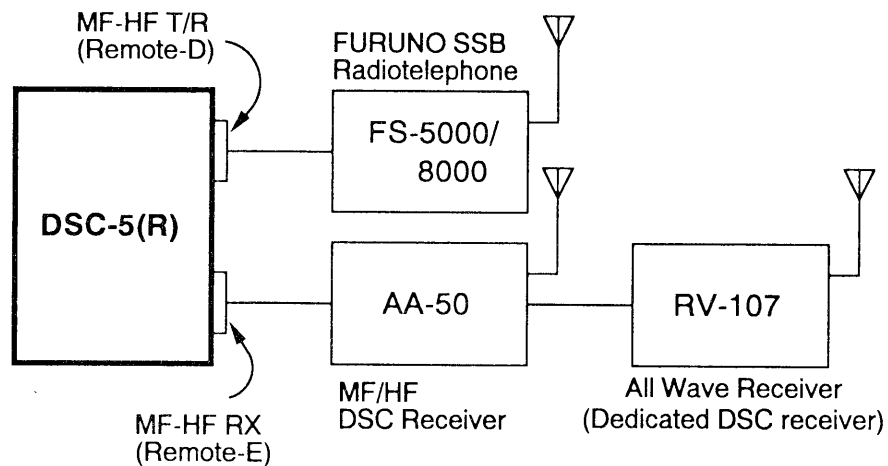 MF-HF T/R
(Remote-D)
FURUNO SSB
Radiotelephone
FS-5000/
8000
DSC-5(R)
AA-50
RV-107
MF/HF
DSC Receiver
All Wave Receiver
(Dedicated DSC receiver)
MF-HF RX
(Remote-E)